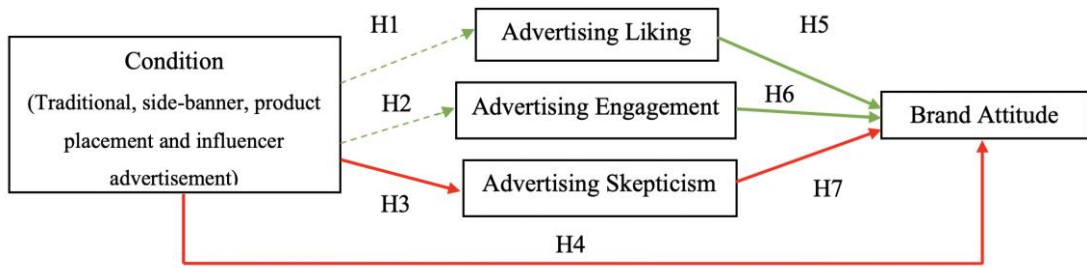 H1
Advertising Liking
H5
Condition
(Traditional, side-banner, product
placement and influencer
advertisement)
H2
Advertising Engagement
H6
Brand Attitude
H3
Advertising Skepticism
H7
H4